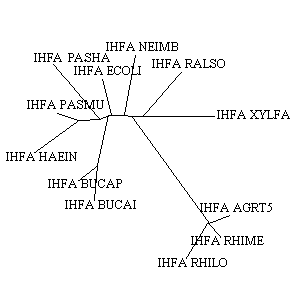 IHFA NEIMB
IHFA PASHA
IHFA ECOLI
IHFA RALSO
IHFA PASMU
IHFA XYLFA
IHFA HAEIN
IHFA BUCAP
IHFA BUCAI
IHFA AGRT5
IHFA RHIME
IHFA RHILO